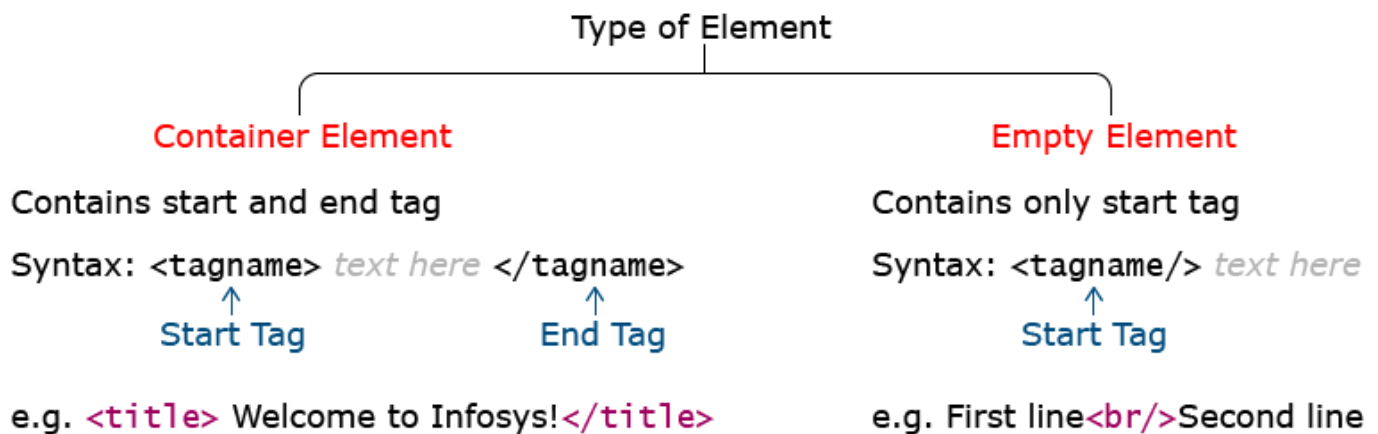 Type of Element
Container Element
Contains start and end tag
Syntax: <tagname> text here </tagname>
Start Tag
End Tag
e.g. <title> Welcome to Infosys!</title>
Empty Element
Contains only start tag
Syntax: <tagname/> text here
Start Tag
e.g. First line<br/>Second line